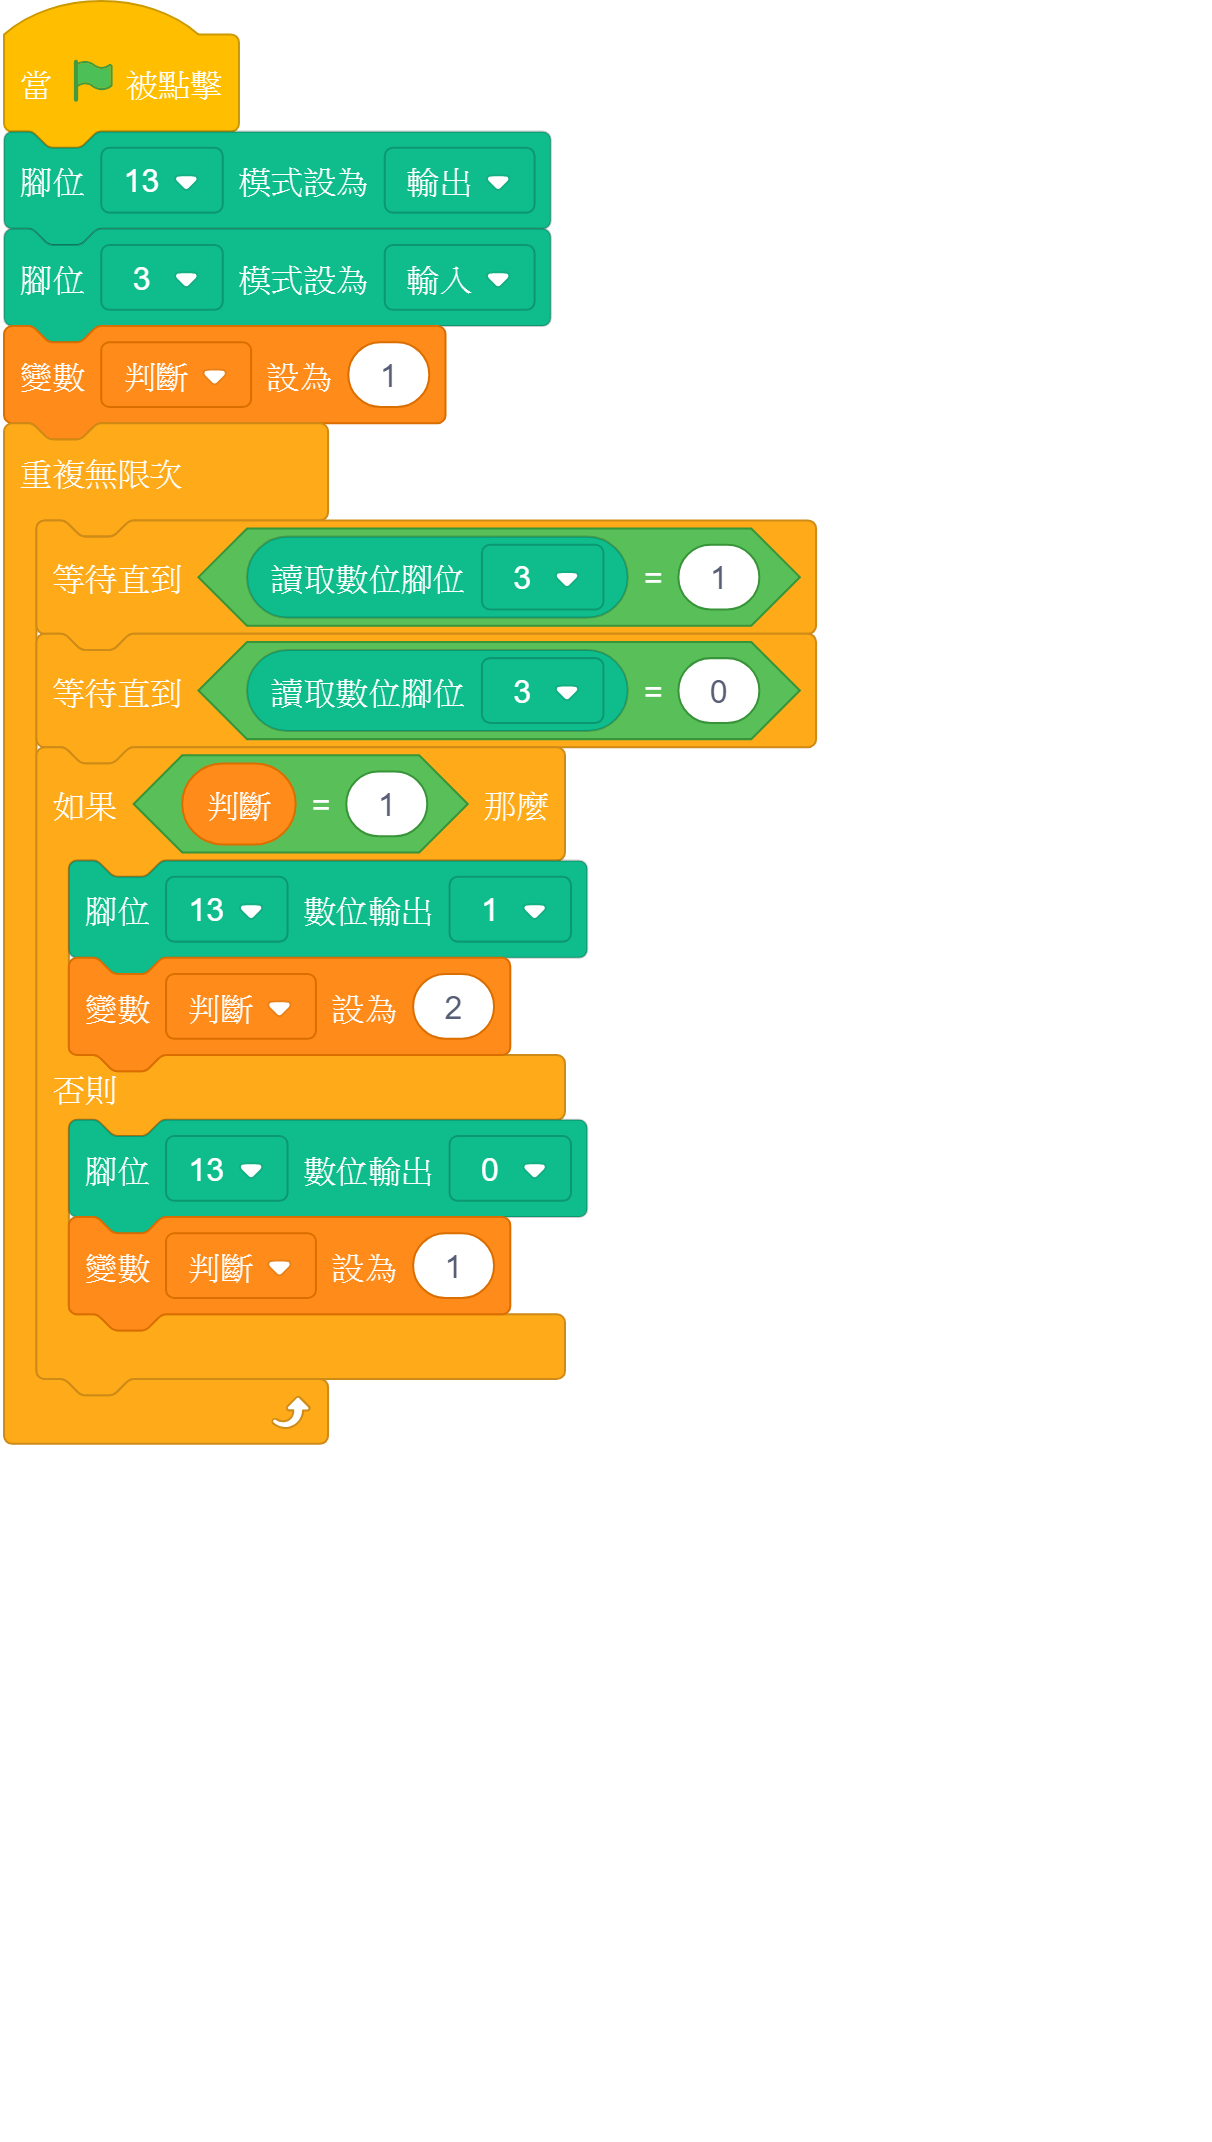 當 被點擊
腳位 13 模式設為 輸出
腳位 3 模式設為 輸入
變數 判斷 設為 1
重複無限次
等待直到 讀取數位腳位 3 = 1
等待直到 讀取數位腳位 3 = 0
如果 判斷 = 1 那麼
腳位 13 數位輸出 1
變數 判斷 設為 2
否則
腳位 13 數位輸出 0
變數 判斷 設為 1